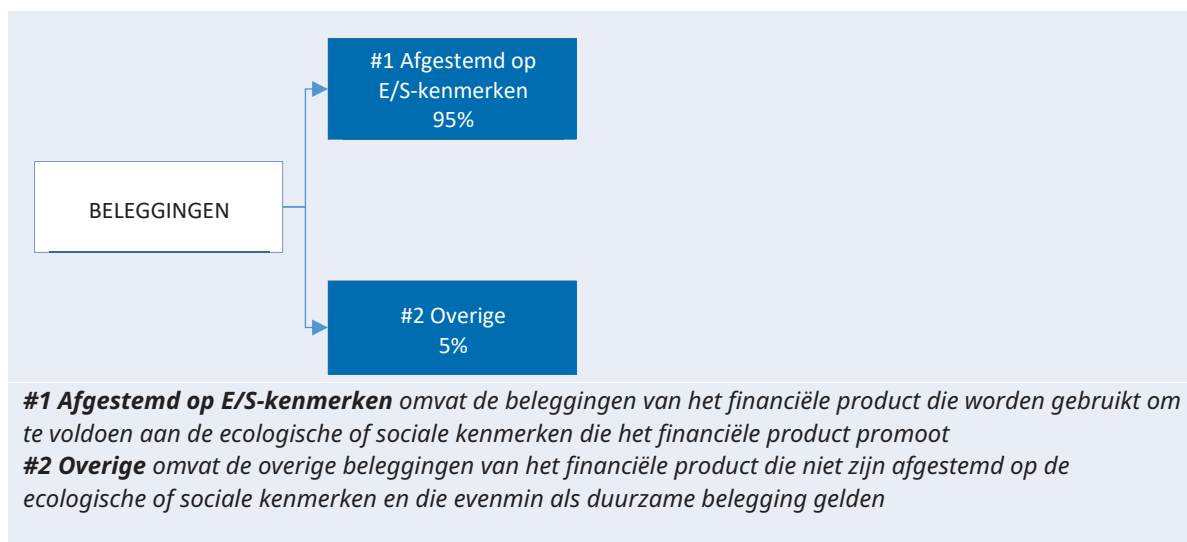 #1 Afgestemd op
E/S-kenmerken
95%
BELEGGINGEN
#2 Overige
5%
#1 Afgestemd op E/S-kenmerken omvat de beleggingen van het financiële product die worden gebruikt om
te voldoen aan de ecologische of sociale kenmerken die het financiële product promoot
#2 Overige omvat de overige beleggingen van het financiële product die niet zijn afgestemd op de
ecologische of sociale kenmerken en die evenmin als duurzame belegging gelden